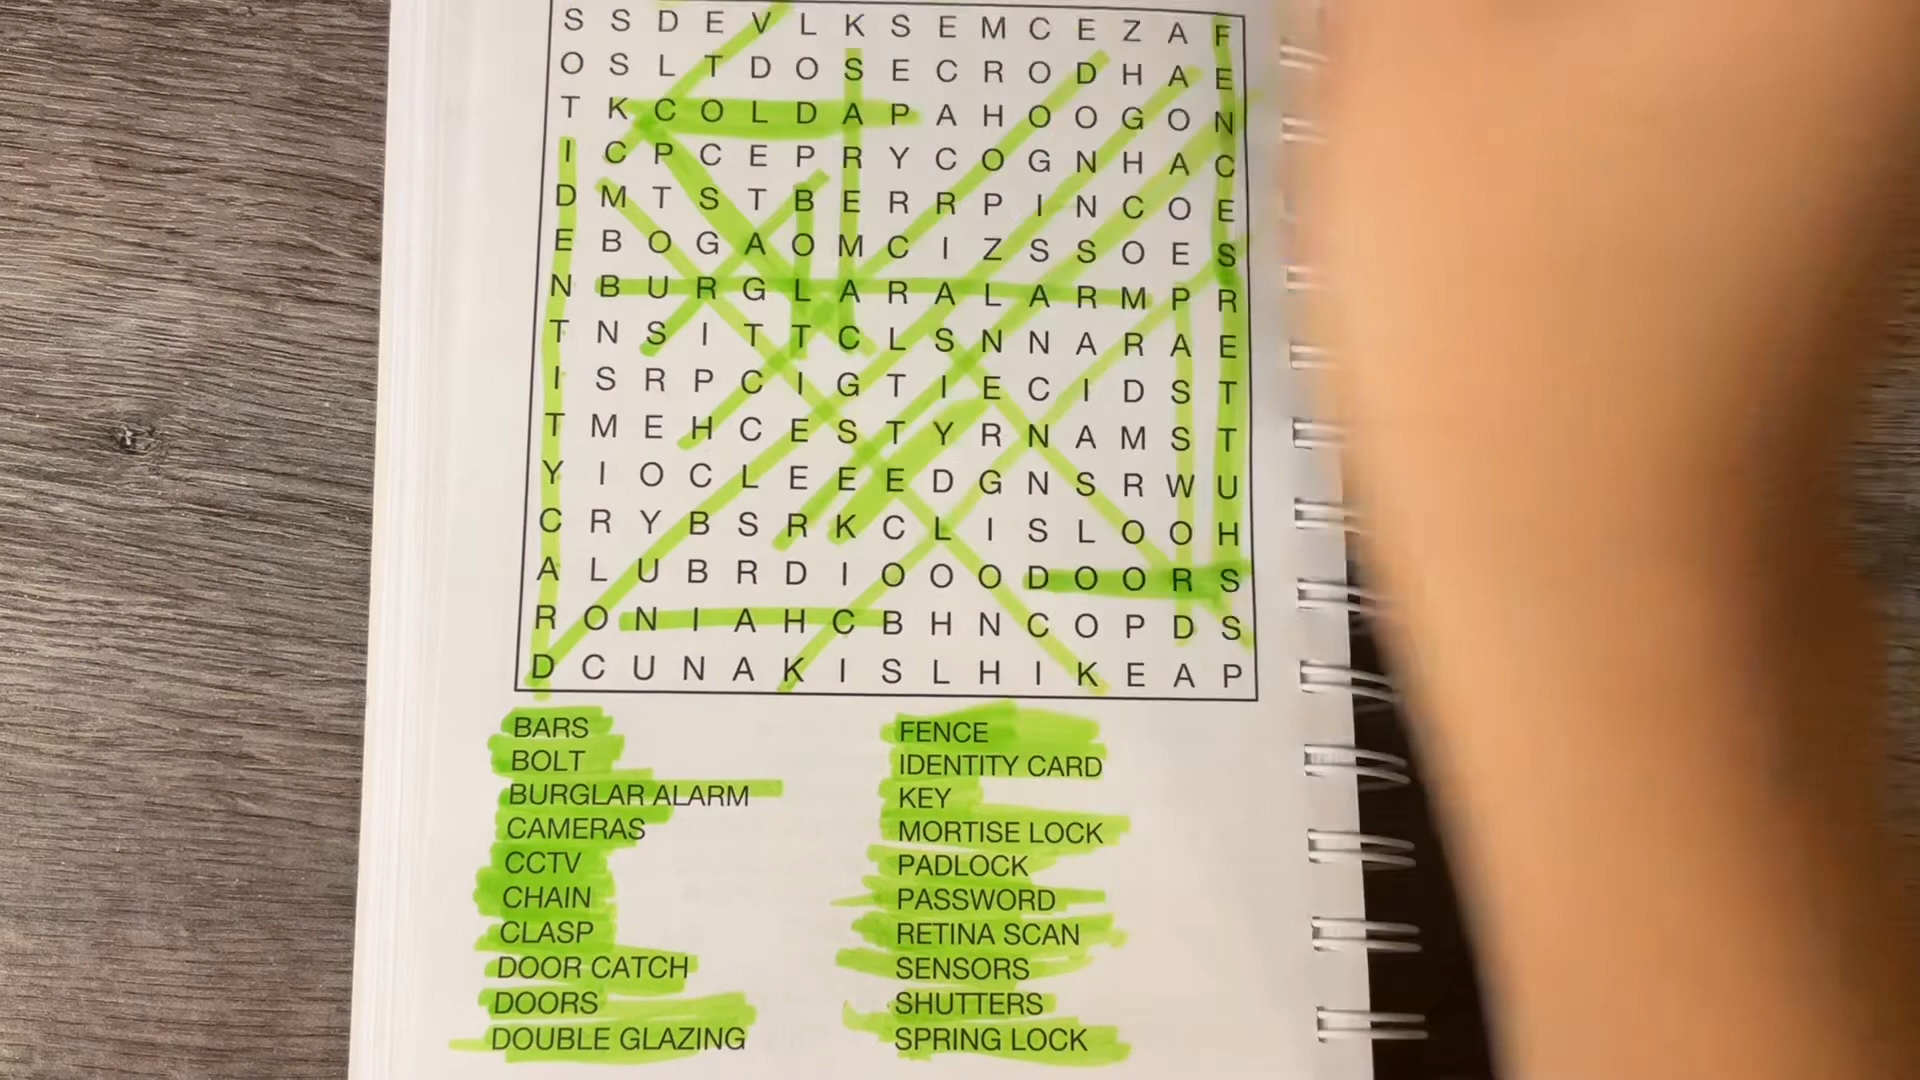 S S D E V L K S E M C E Z A F
O S L T D O S E C R O D H A E
T K C O L D A P A H O O G O N
I C P C E P R Y C O G N H A C
D M T S T B E R R P I N C O E
E B O G A O M C I Z S S O E S
N B U R G L A R A L A R M P R
T N S I T T C L S N N A R A E
I S R P C I G T I E C I D S T
T M E H C E S T Y R N A M S T
Y I O C L E E E D G N S R W U
C R Y B S R K C L I S L O O H
A L U B R D I O O O D O O R S
R O N I A H C B H N C O P D S
D C U N A K I S L H I K E A P
BARS
BOLT
BURGLAR ALARM
CAMERAS
CCTV
CHAIN
CLASP
DOOR CATCH
DOORS
DOUBLE GLAZING
FENCE
IDENTITY CARD
KEY
MORTISE LOCK
PADLOCK
PASSWORD
RETINA SCAN
SENSORS
SHUTTERS
SPRING LOCK